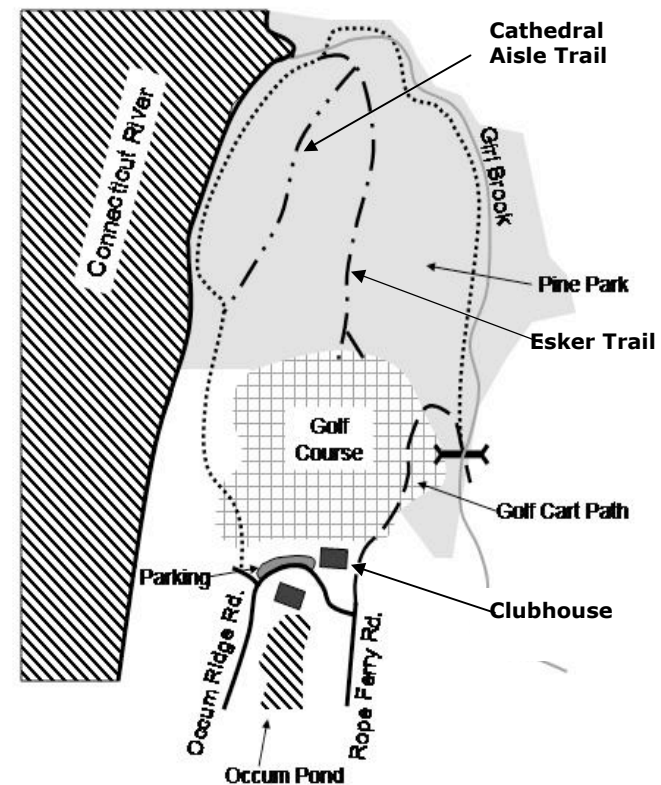 Cathedral
Aisle Trail
Connecticut River
Girl Brook
Pine Park
Esker Trail
Golf
Course
Golf Cart Path
Parking
Clubhouse
Occum Ridge Rd.
Rope Ferry Rd.
Occum Pond